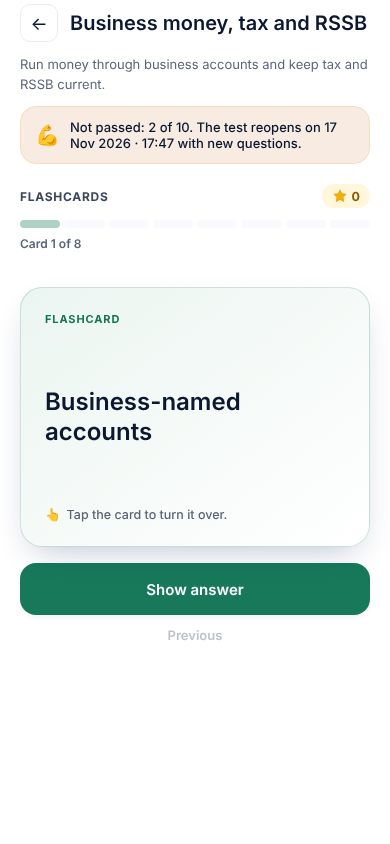 ←
Business money, tax and RSSB
Run money through business accounts and keep tax and
RSSB current.
💪 Not passed: 2 of 10. The test reopens on 17
Nov 2026 · 17:47 with new questions.
FLASHCARDS
⭐ 0
Card 1 of 8
FLASHCARD
Business-named
accounts
👆 Tap the card to turn it over.
Show answer
Previous